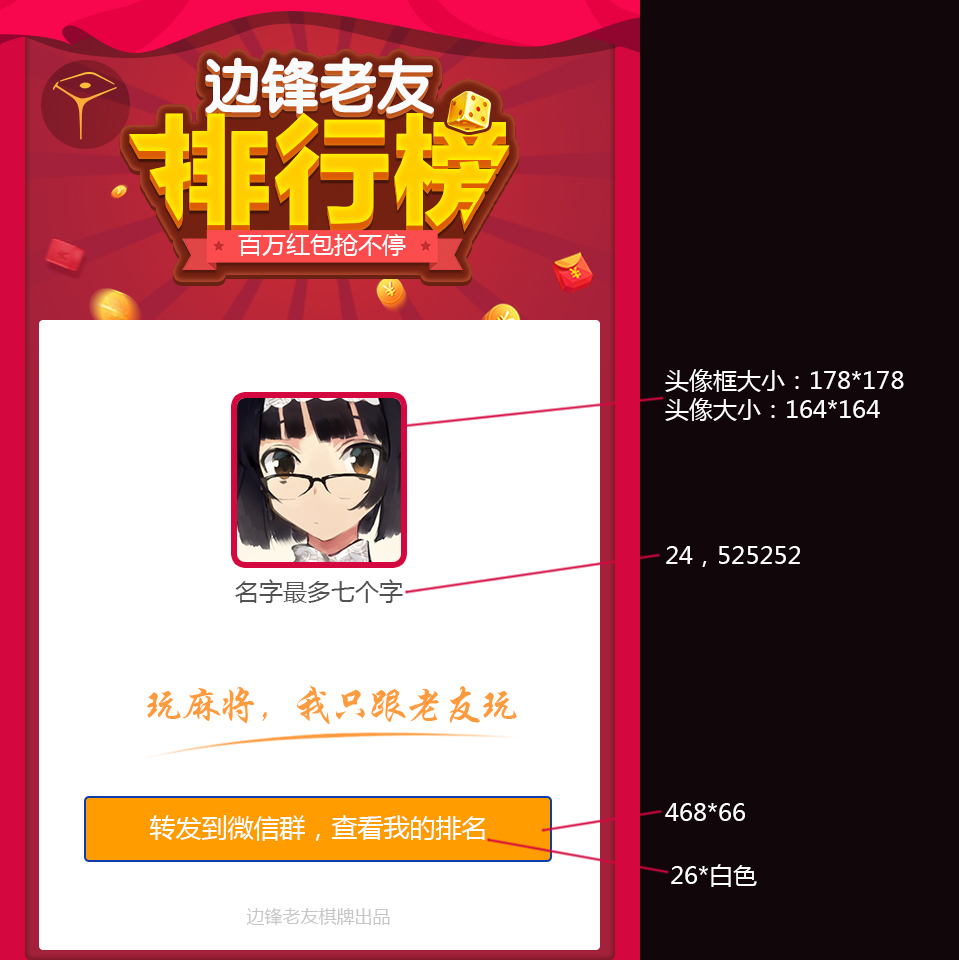 边锋老友
排行榜
百万红包抢不停
头像框大小：178*178
头像大小：164*164
24，525252
名字最多七个字
玩麻将，我只跟老友玩
468*66
转发到微信群，查看我的排名
26*白色
边锋老友棋牌出品